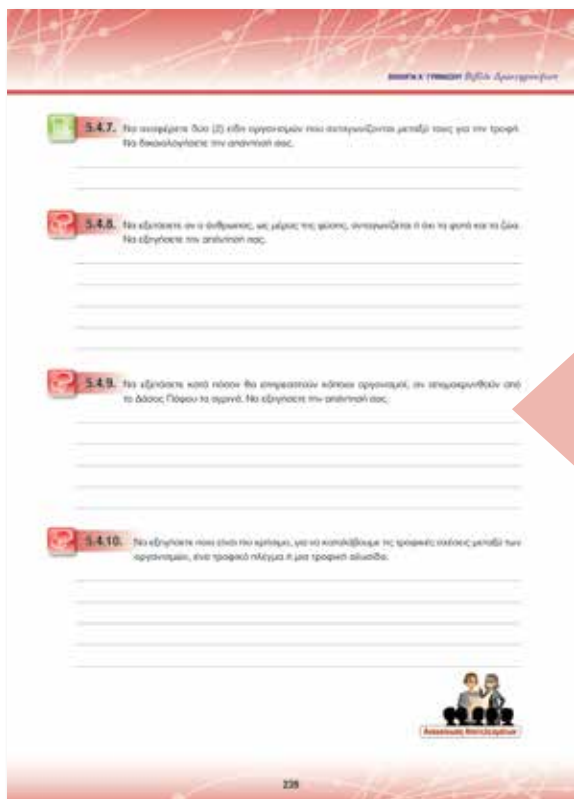 ΒΙΟΛΟΓΙΑ Α΄ ΓΥΜΝΑΣΙΟΥ Βιβλίο Δραστηριοτήτων
5.4.7. Να αναφέρετε δύο (2) είδη οργανισμών που ανταγωνίζονται μεταξύ τους για την τροφή.
Να δικαιολογήσετε την απάντησή σας.
5.4.8. Να εξετάσετε αν ο άνθρωπος, ως μέρος της φύσης, ανταγωνίζεται ή όχι τα φυτά και τα ζώα.
Να εξηγήσετε την απάντησή σας.
5.4.9. Να εξετάσετε κατά πόσον θα επηρεαστούν κάποιοι οργανισμοί, αν απομακρυνθούν από
το Δάσος Πάφου τα αγρινά. Να εξηγήσετε την απάντησή σας.
5.4.10. Να εξηγήσετε ποιο είναι πιο χρήσιμο, για να καταλάβουμε τις τροφικές σχέσεις μεταξύ των
οργανισμών, ένα τροφικό πλέγμα ή μια τροφική αλυσίδα.
Ανακοίνωση Αποτελεσμάτων
239